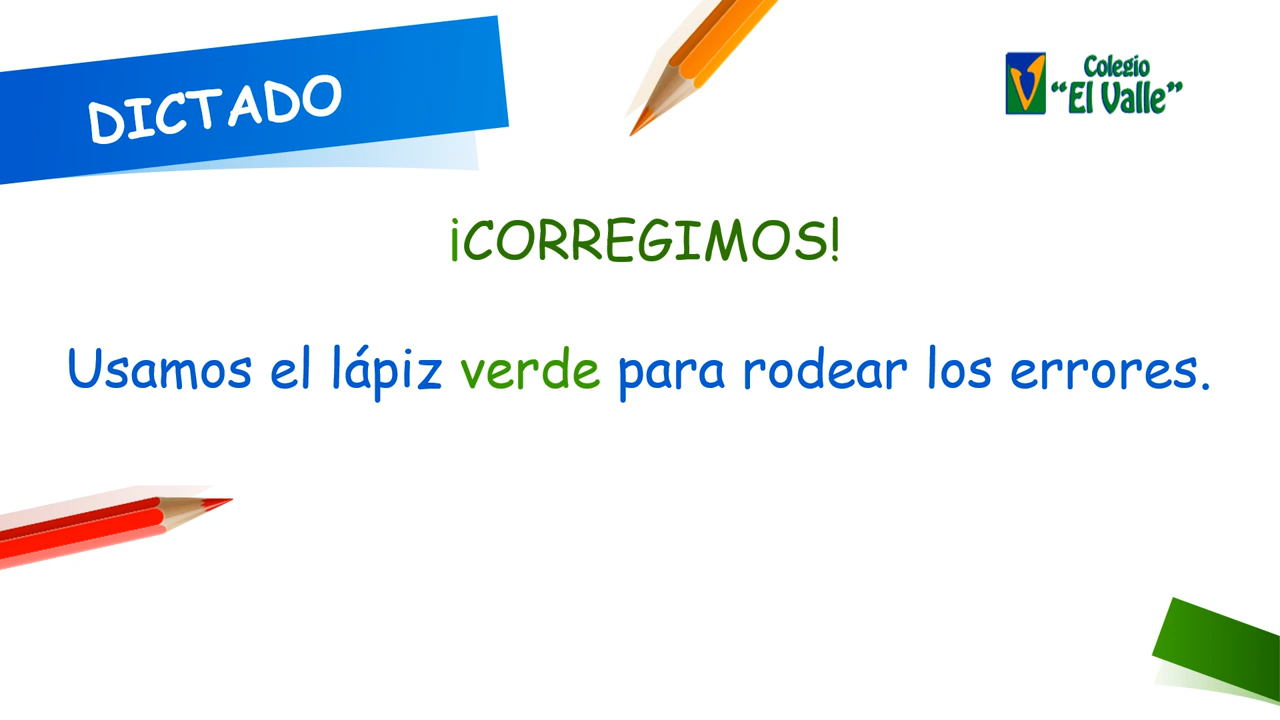 DICTADO
Colegio
"El Valle"
¡CORREGIMOS!
Usamos el lápiz verde para rodear los errores.